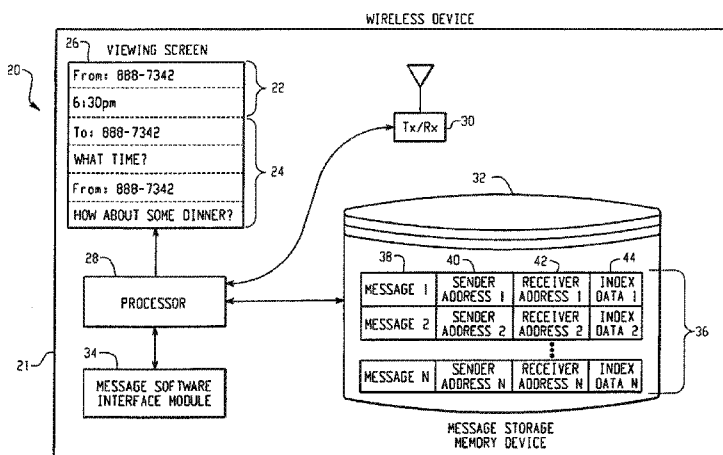 WIRELESS DEVICE
20
26
VIEWING SCREEN
From: 888-7342
6:30pm
22
To: 888-7342
WHAT TIME?
From: 888-7342
HOW ABOUT SOME DINNER?
24
Tx/Rx
30
32
28
PROCESSOR
34
MESSAGE SOFTWARE
INTERFACE MODULE
21
38 40 42 44
MESSAGE 1 SENDER ADDRESS 1 RECEIVER ADDRESS 1 INDEX DATA 1
MESSAGE 2 SENDER ADDRESS 2 RECEIVER ADDRESS 2 INDEX DATA 2
MESSAGE N SENDER ADDRESS N RECEIVER ADDRESS N INDEX DATA N
36
MESSAGE STORAGE
MEMORY DEVICE